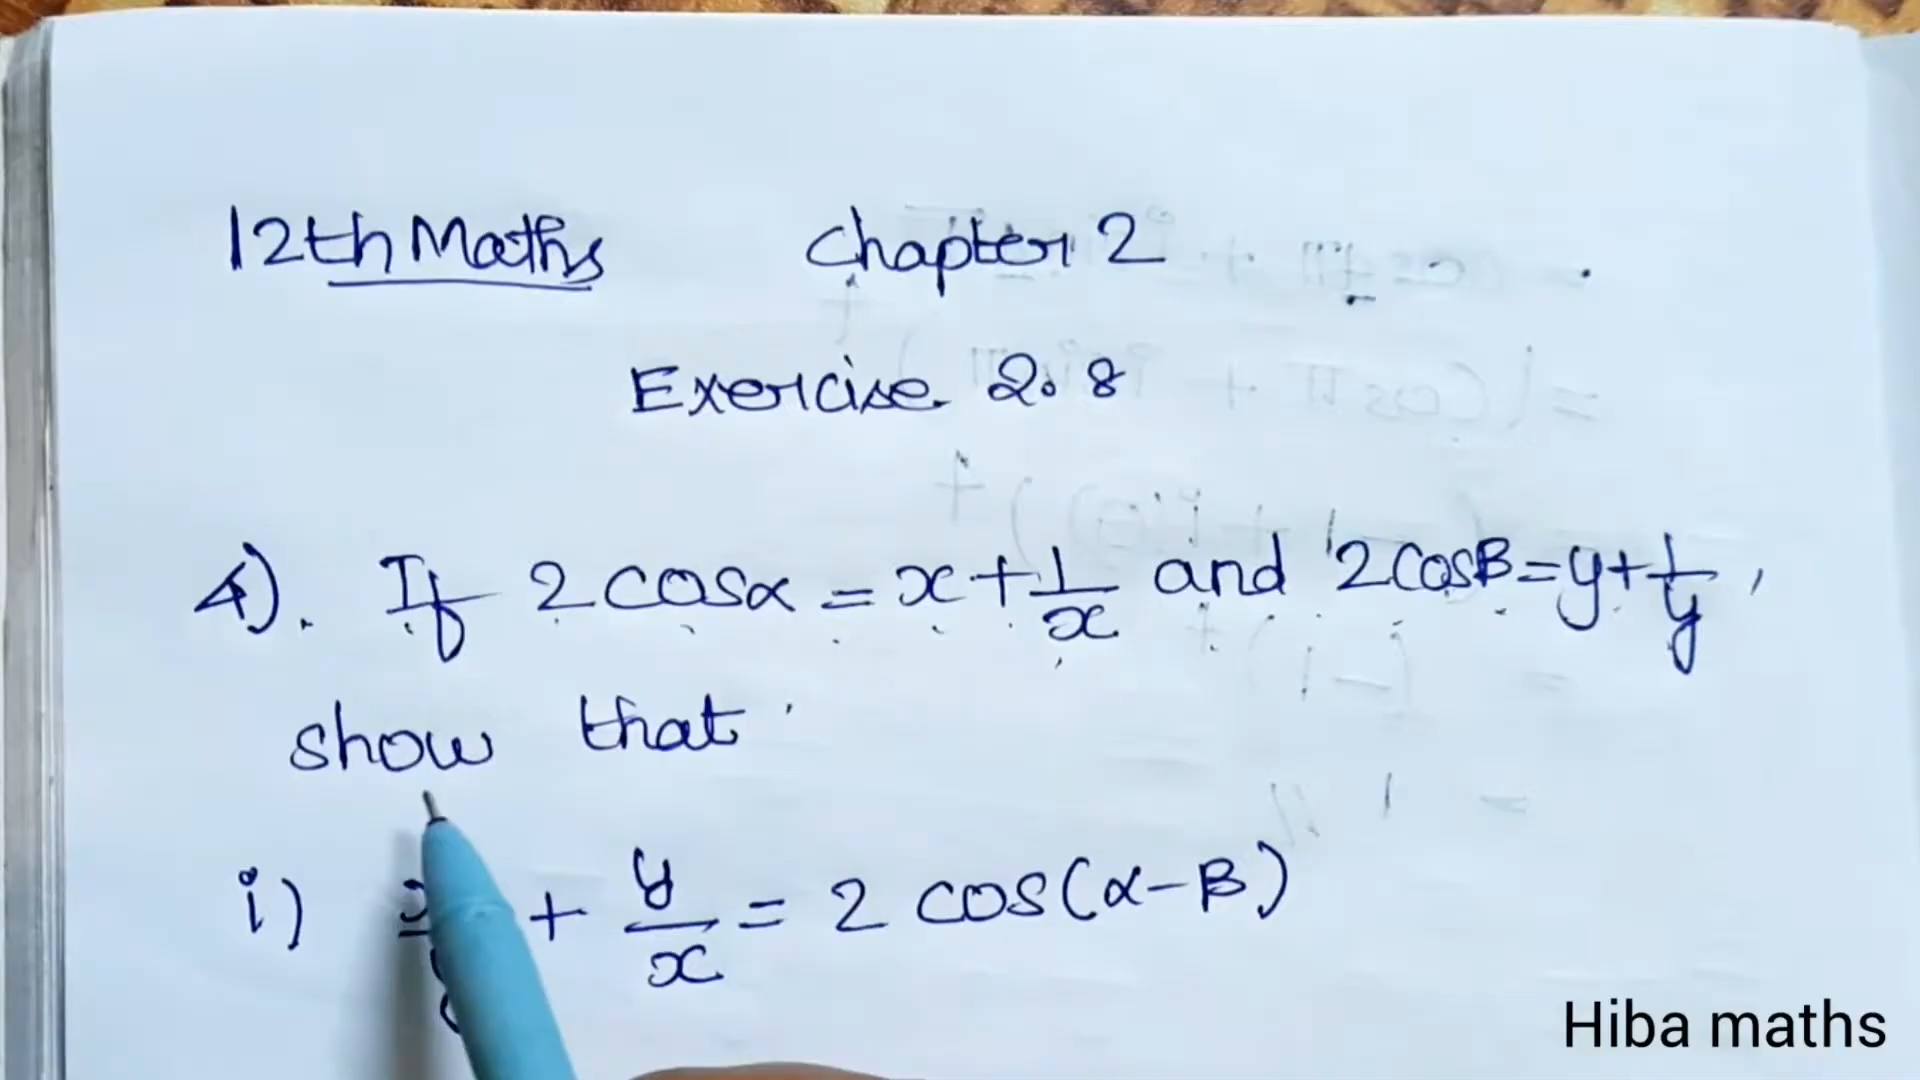 12th Maths Chapter 2
Exercise 2.8
4). If 2 cosα = x + 1/x and 2 cosβ = y + 1/y,
show that
i) + y/x = 2 cos(α - β)
Hiba maths